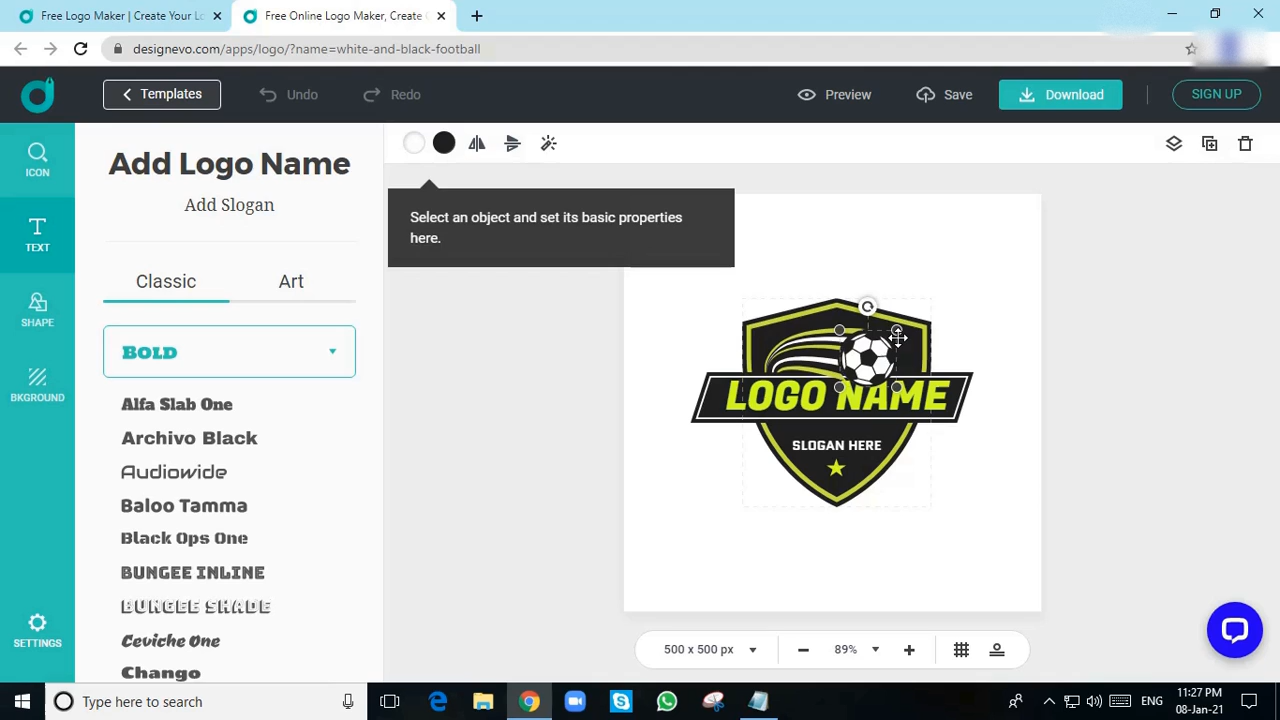 Free Logo Maker | Create Your Lo
Free Online Logo Maker, Create
designevo.com/apps/logo/?name=white-and-black-football
Templates
Undo
Redo
Preview
Save
Download
SIGN UP
ICON
TEXT
SHAPE
BKGROUND
SETTINGS
Add Logo Name
Add Slogan
Classic
Art
BOLD
Alfa Slab One
Archivo Black
Audiowide
Baloo Tamma
Black Ops One
BUNGEE INLINE
BUNGEE SHADE
Ceviche One
Chango
Select an object and set its basic properties
here.
LOGO NAME
SLOGAN HERE
500 x 500 px
89%
Type here to search
ENG
11:27 PM
08-Jan-21